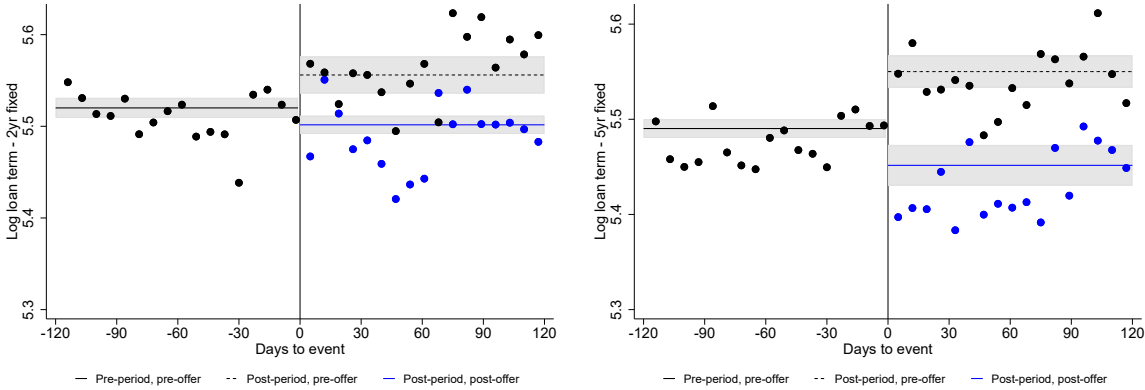 Log loan term - 2yr fixed
5.6
5.5
5.4
5.3
-120 -90 -60 -30 0 30 60 90 120
Days to event
Pre-period, pre-offer Post-period, pre-offer Post-period, post-offer
Log loan term - 5yr fixed
5.6
5.5
5.4
5.3
-120 -90 -60 -30 0 30 60 90 120
Days to event
Pre-period, pre-offer Post-period, pre-offer Post-period, post-offer